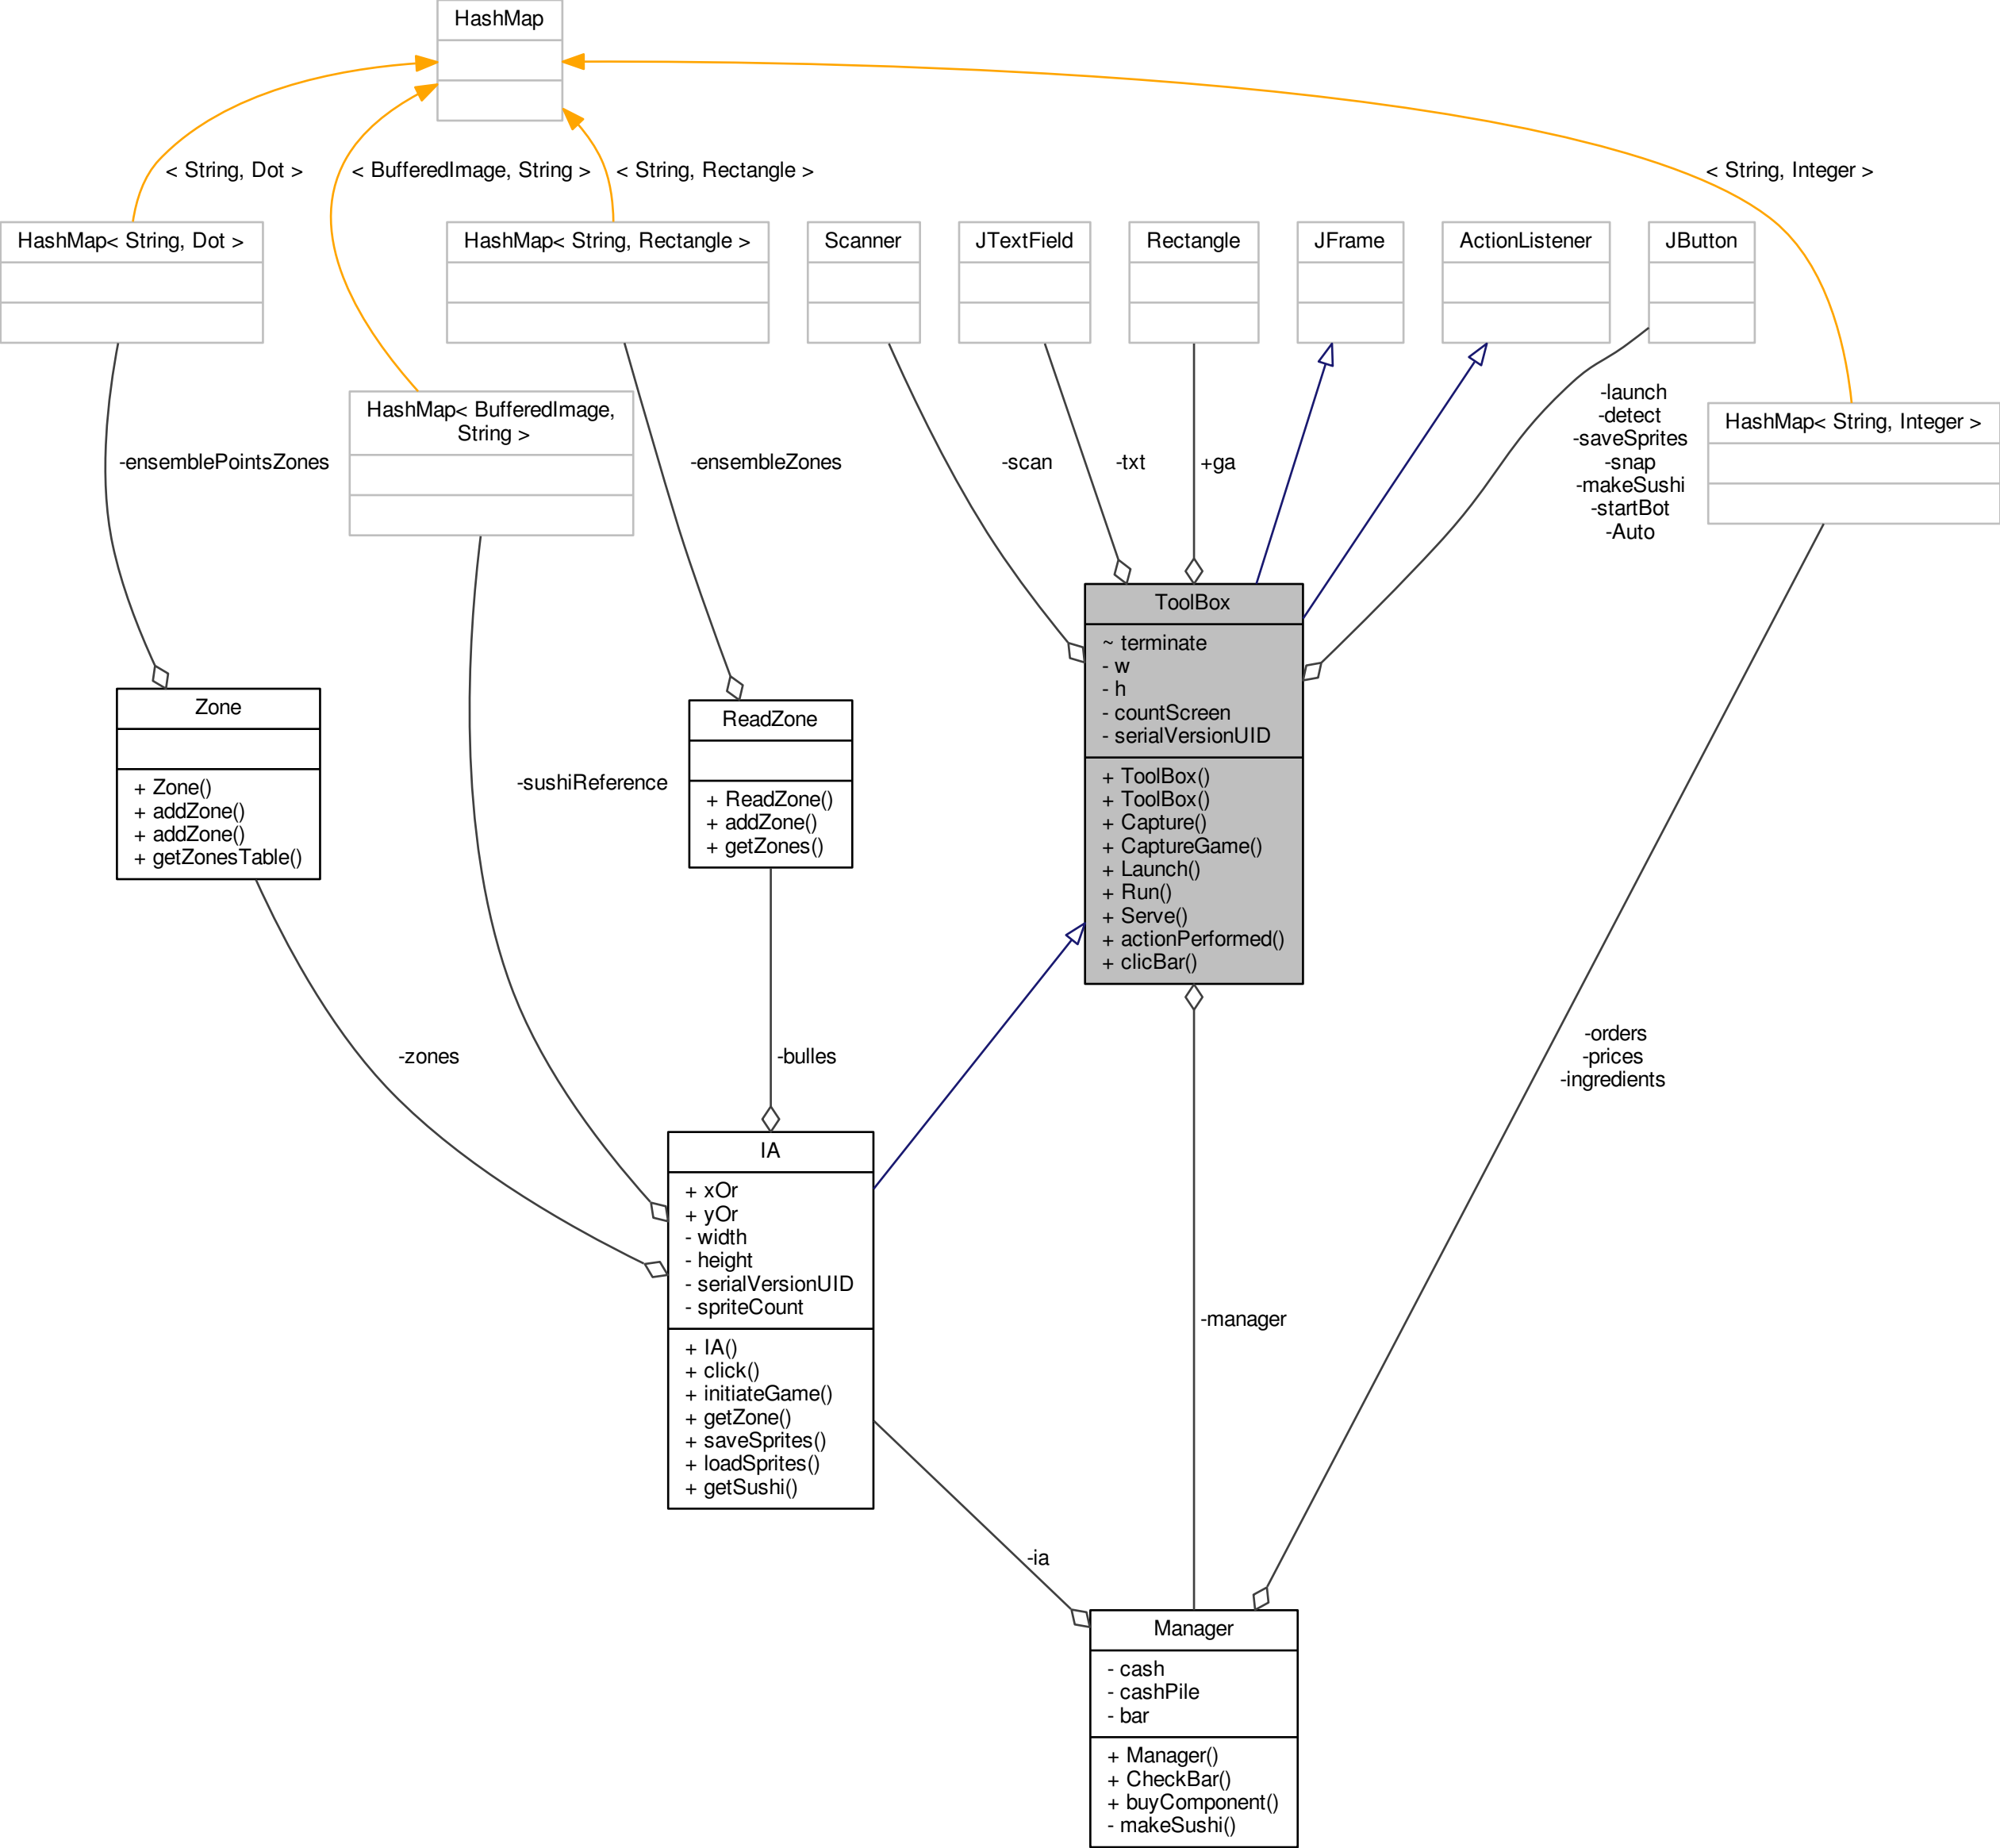 HashMap
< String, Dot >
< BufferedImage, String >
< String, Rectangle >
< String, Integer >
HashMap< String, Dot >
HashMap< String, Rectangle >
Scanner
JTextField
Rectangle
JFrame
ActionListener
JButton
HashMap< BufferedImage,
String >
HashMap< String, Integer >
-launch
-detect
-saveSprites
-snap
-makeSushi
-startBot
-Auto
-ensemblePointsZones
-ensembleZones
-scan
-txt
+ga
ToolBox
~ terminate
- w
- h
- countScreen
- serialVersionUID
+ ToolBox()
+ ToolBox()
+ Capture()
+ CaptureGame()
+ Launch()
+ Run()
+ Serve()
+ actionPerformed()
+ clicBar()
Zone
+ Zone()
+ addZone()
+ addZone()
+ getZonesTable()
-sushiReference
ReadZone
+ ReadZone()
+ addZone()
+ getZones()
-zones
-bulles
-orders
-prices
-ingredients
IA
+ xOr
+ yOr
- width
- height
- serialVersionUID
- spriteCount
+ IA()
+ click()
+ initiateGame()
+ getZone()
+ saveSprites()
+ loadSprites()
+ getSushi()
-manager
-ia
Manager
- cash
- cashPile
- bar
+ Manager()
+ CheckBar()
+ buyComponent()
- makeSushi()